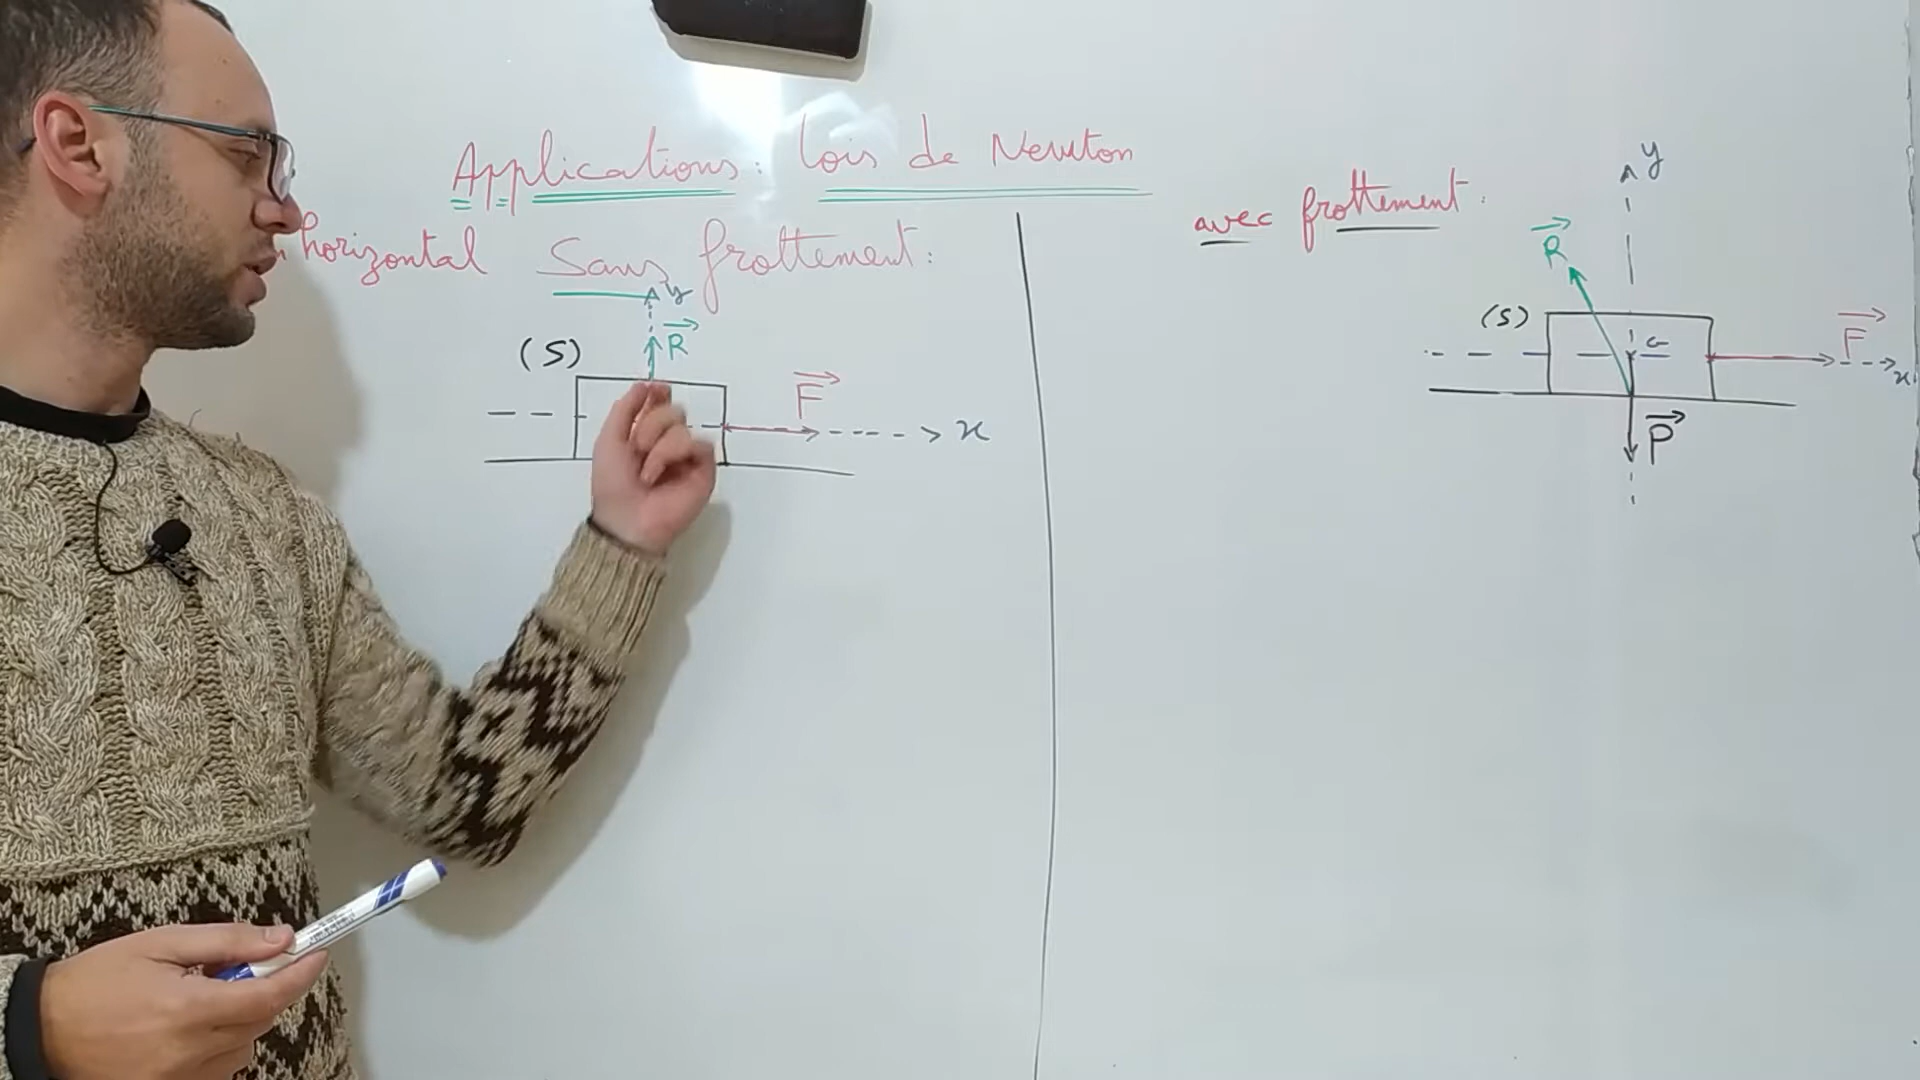 Applications: Lois de Newton
horizontal Sans frottement:
y
R
(S)
F
x
avec frottement:
y
R
(S)
G
F
x
P